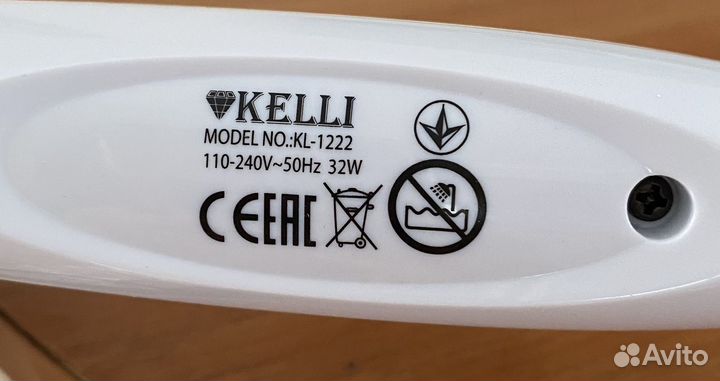 KELLI
MODEL NO.:KL-1222
110-240V~50Hz 32W
CE EAC
Avito